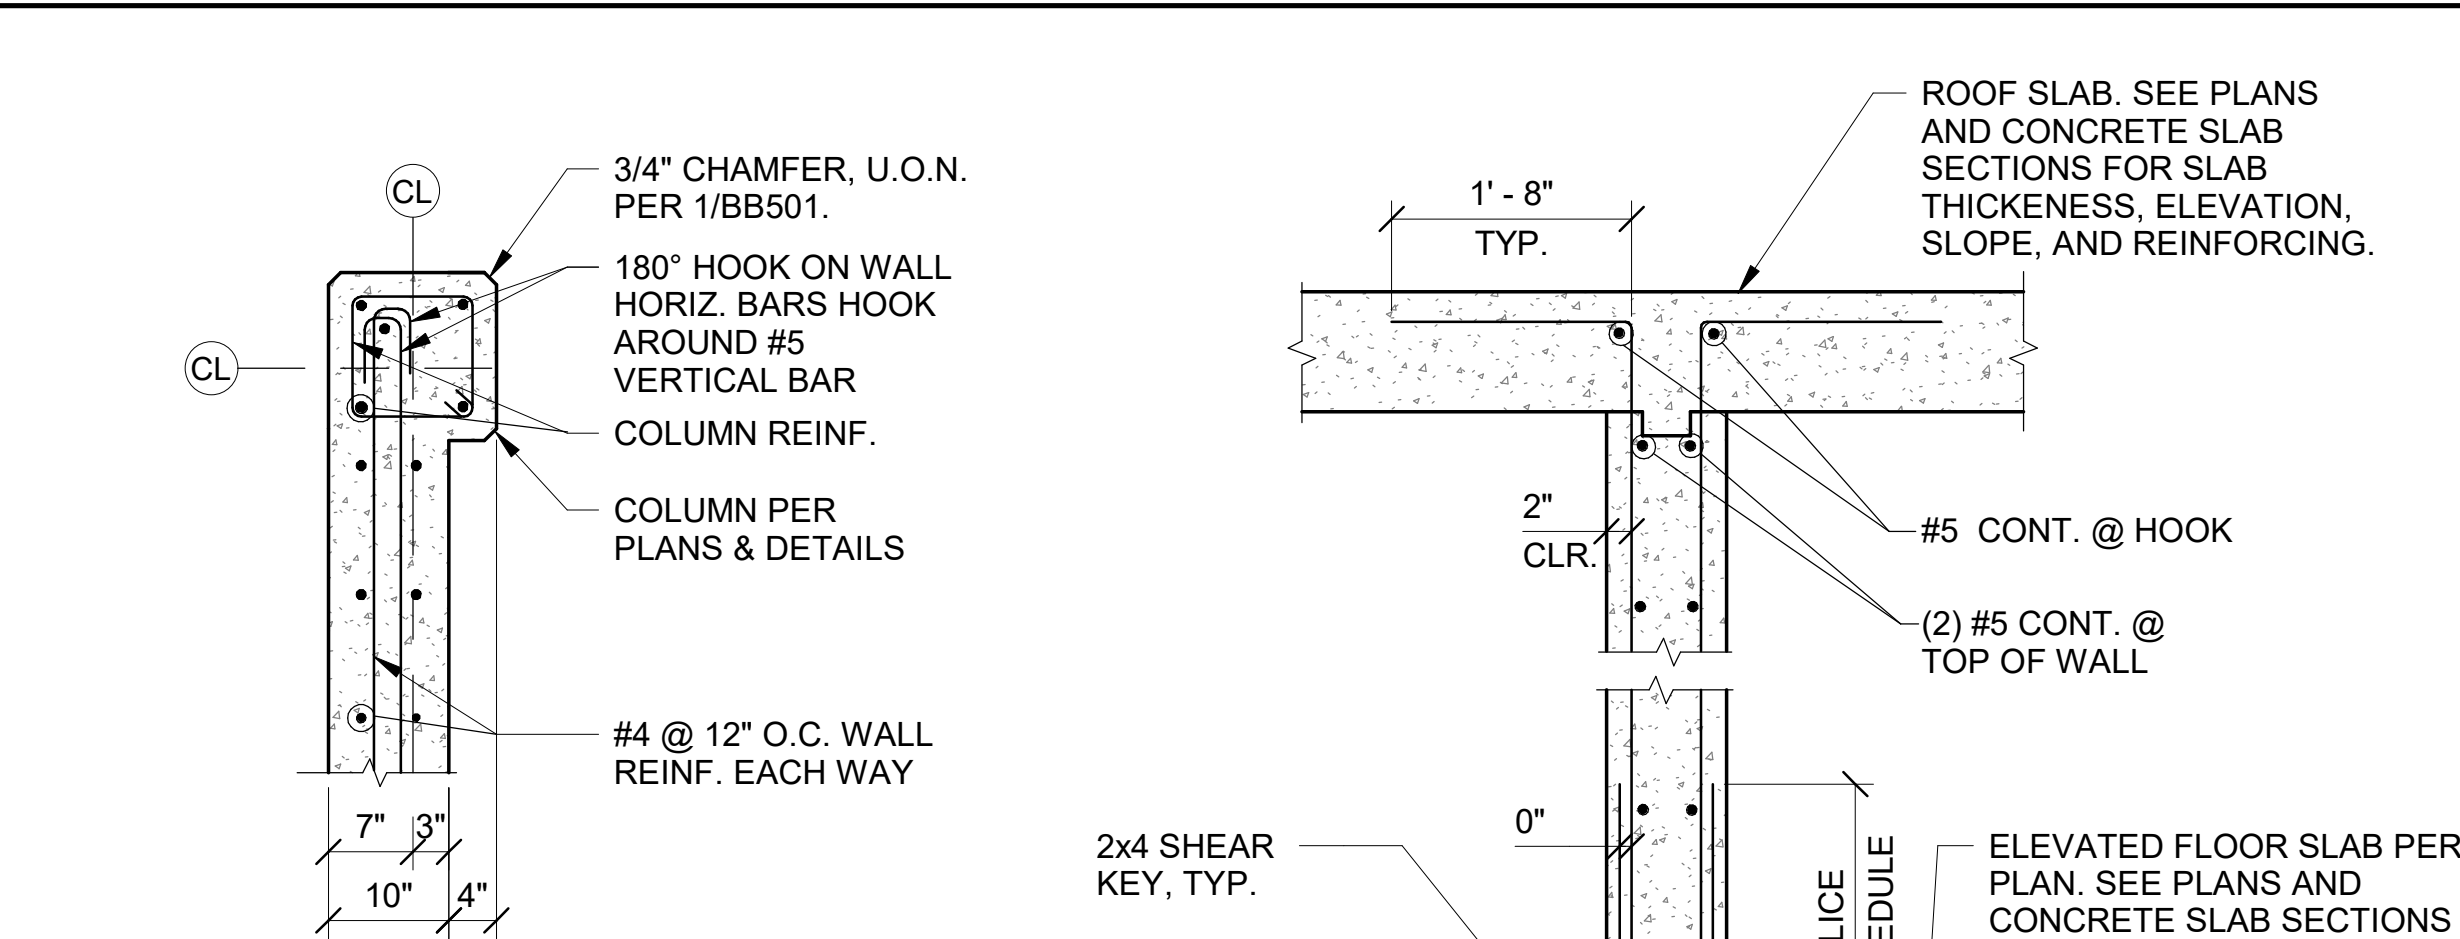 CL
CL
3/4" CHAMFER, U.O.N.
PER 1/BB501.
180° HOOK ON WALL
HORIZ. BARS HOOK
AROUND #5
VERTICAL BAR
COLUMN REINF.
COLUMN PER
PLANS & DETAILS
#4 @ 12" O.C. WALL
REINF. EACH WAY
7" 3"
10" 4"
1' - 8"
TYP.
ROOF SLAB. SEE PLANS
AND CONCRETE SLAB
SECTIONS FOR SLAB
THICKENESS, ELEVATION,
SLOPE, AND REINFORCING.
2"
CLR.
#5 CONT. @ HOOK
(2) #5 CONT. @
TOP OF WALL
0"
2x4 SHEAR
KEY, TYP.
LICE
EDULE
ELEVATED FLOOR SLAB PER
PLAN. SEE PLANS AND
CONCRETE SLAB SECTIONS